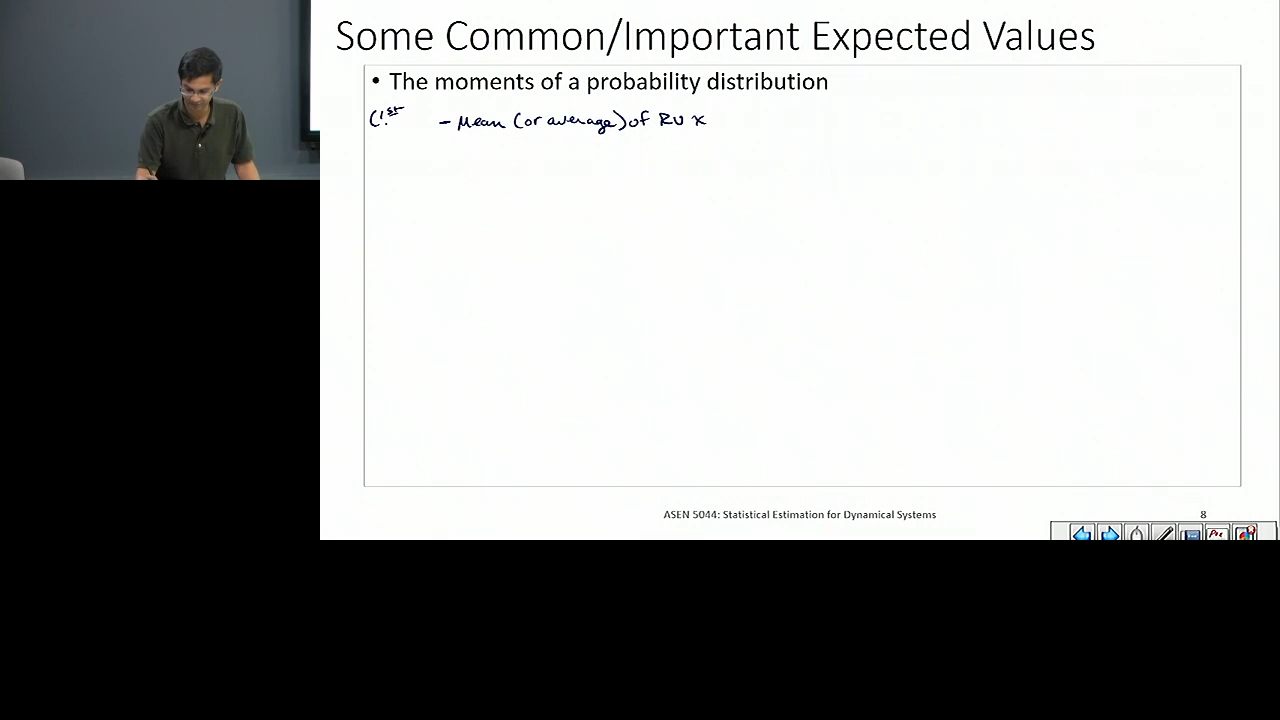 Some Common/Important Expected Values
• The moments of a probability distribution
(1st - Mean (or average) of RV x
ASEN 5044: Statistical Estimation for Dynamical Systems
8